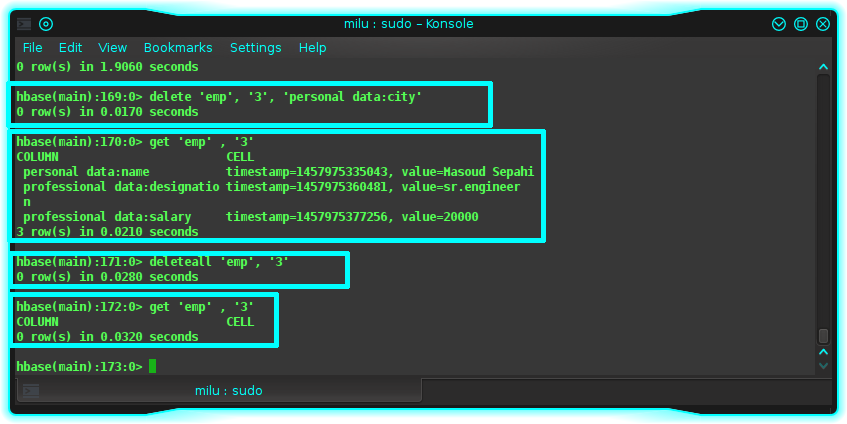 milu : sudo – Konsole
File Edit View Bookmarks Settings Help
0 row(s) in 1.9060 seconds
hbase(main):169:0> delete 'emp', '3', 'personal data:city'
0 row(s) in 0.0170 seconds
hbase(main):170:0> get 'emp' , '3'
COLUMN CELL
personal data:name timestamp=1457975335043, value=Masoud Sepahi
professional data:designatio timestamp=1457975360481, value=sr.engineer
n
professional data:salary timestamp=1457975377256, value=20000
3 row(s) in 0.0210 seconds
hbase(main):171:0> deleteall 'emp', '3'
0 row(s) in 0.0280 seconds
hbase(main):172:0> get 'emp' , '3'
COLUMN CELL
0 row(s) in 0.0320 seconds
hbase(main):173:0>
milu : sudo